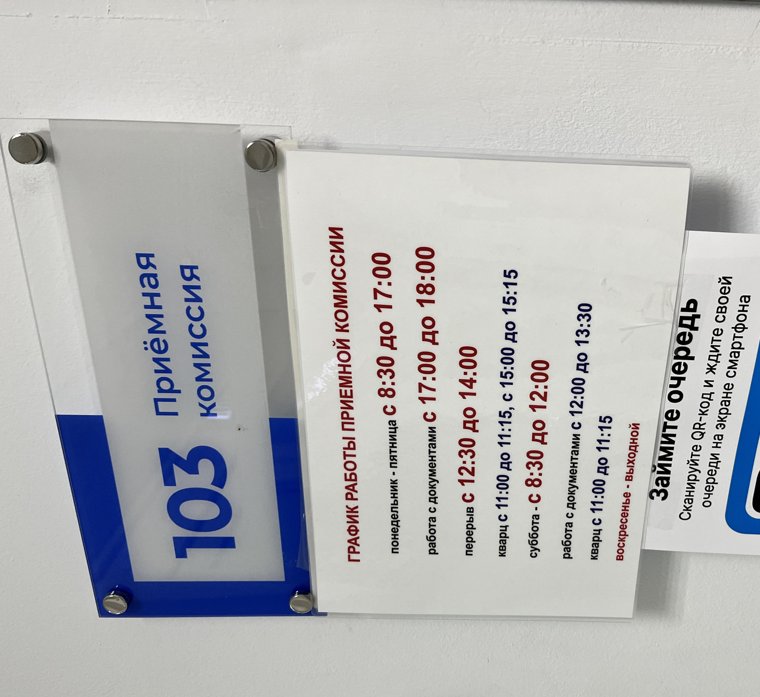 103
Приёмная
комиссия
ГРАФИК РАБОТЫ ПРИЕМНОЙ КОМИССИИ
понедельник - пятница с 8:30 до 17:00
работа с документами с 17:00 до 18:00
перерыв с 12:30 до 14:00
кварц с 11:00 до 11:15, с 15:00 до 15:15
суббота - с 8:30 до 12:00
работа с документами с 12:00 до 13:30
кварц с 11:00 до 11:15
воскресенье - выходной
Займите очередь
Сканируйте QR-код и ждите своей
очереди на экране смартфона